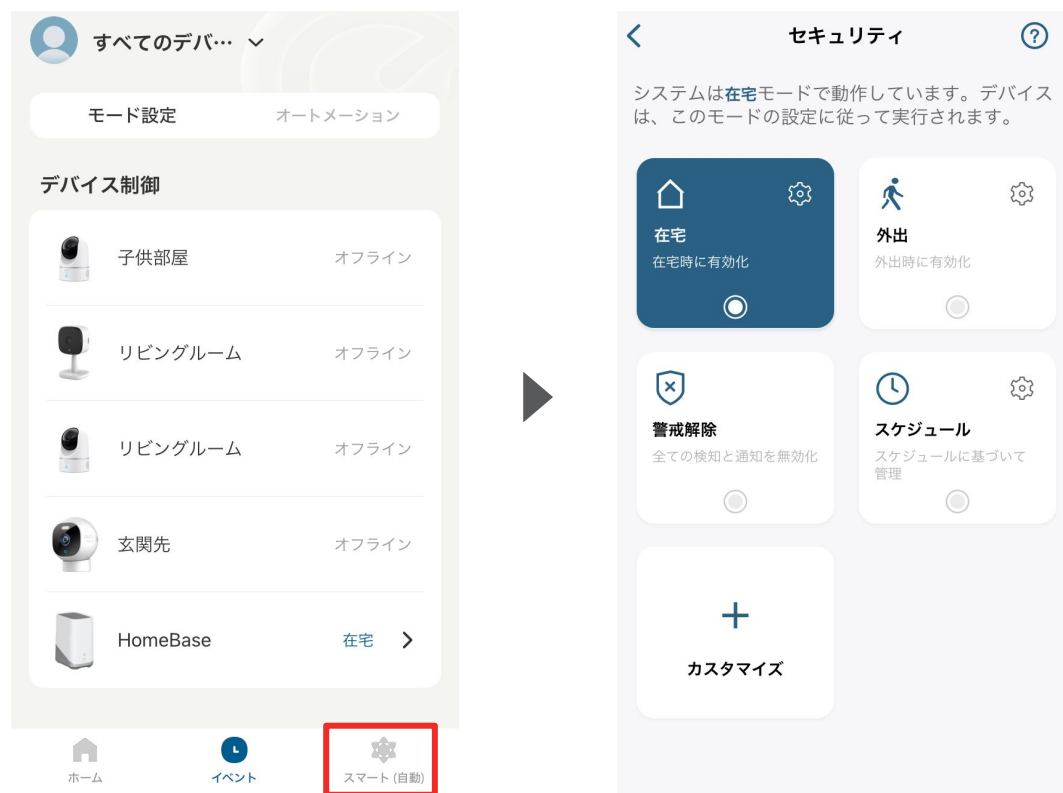 すべてのデバ…
モード設定
オートメーション
デバイス制御
子供部屋
オフライン
リビングルーム
オフライン
リビングルーム
オフライン
玄関先
オフライン
HomeBase
在宅
ホーム
イベント
スマート (自動)
セキュリティ
?
システムは在宅モードで動作しています。デバイス
は、このモードの設定に従って実行されます。
在宅
在宅時に有効化
外出
外出時に有効化
警戒解除
全ての検知と通知を無効化
スケジュール
スケジュールに基づいて
管理
カスタマイズ